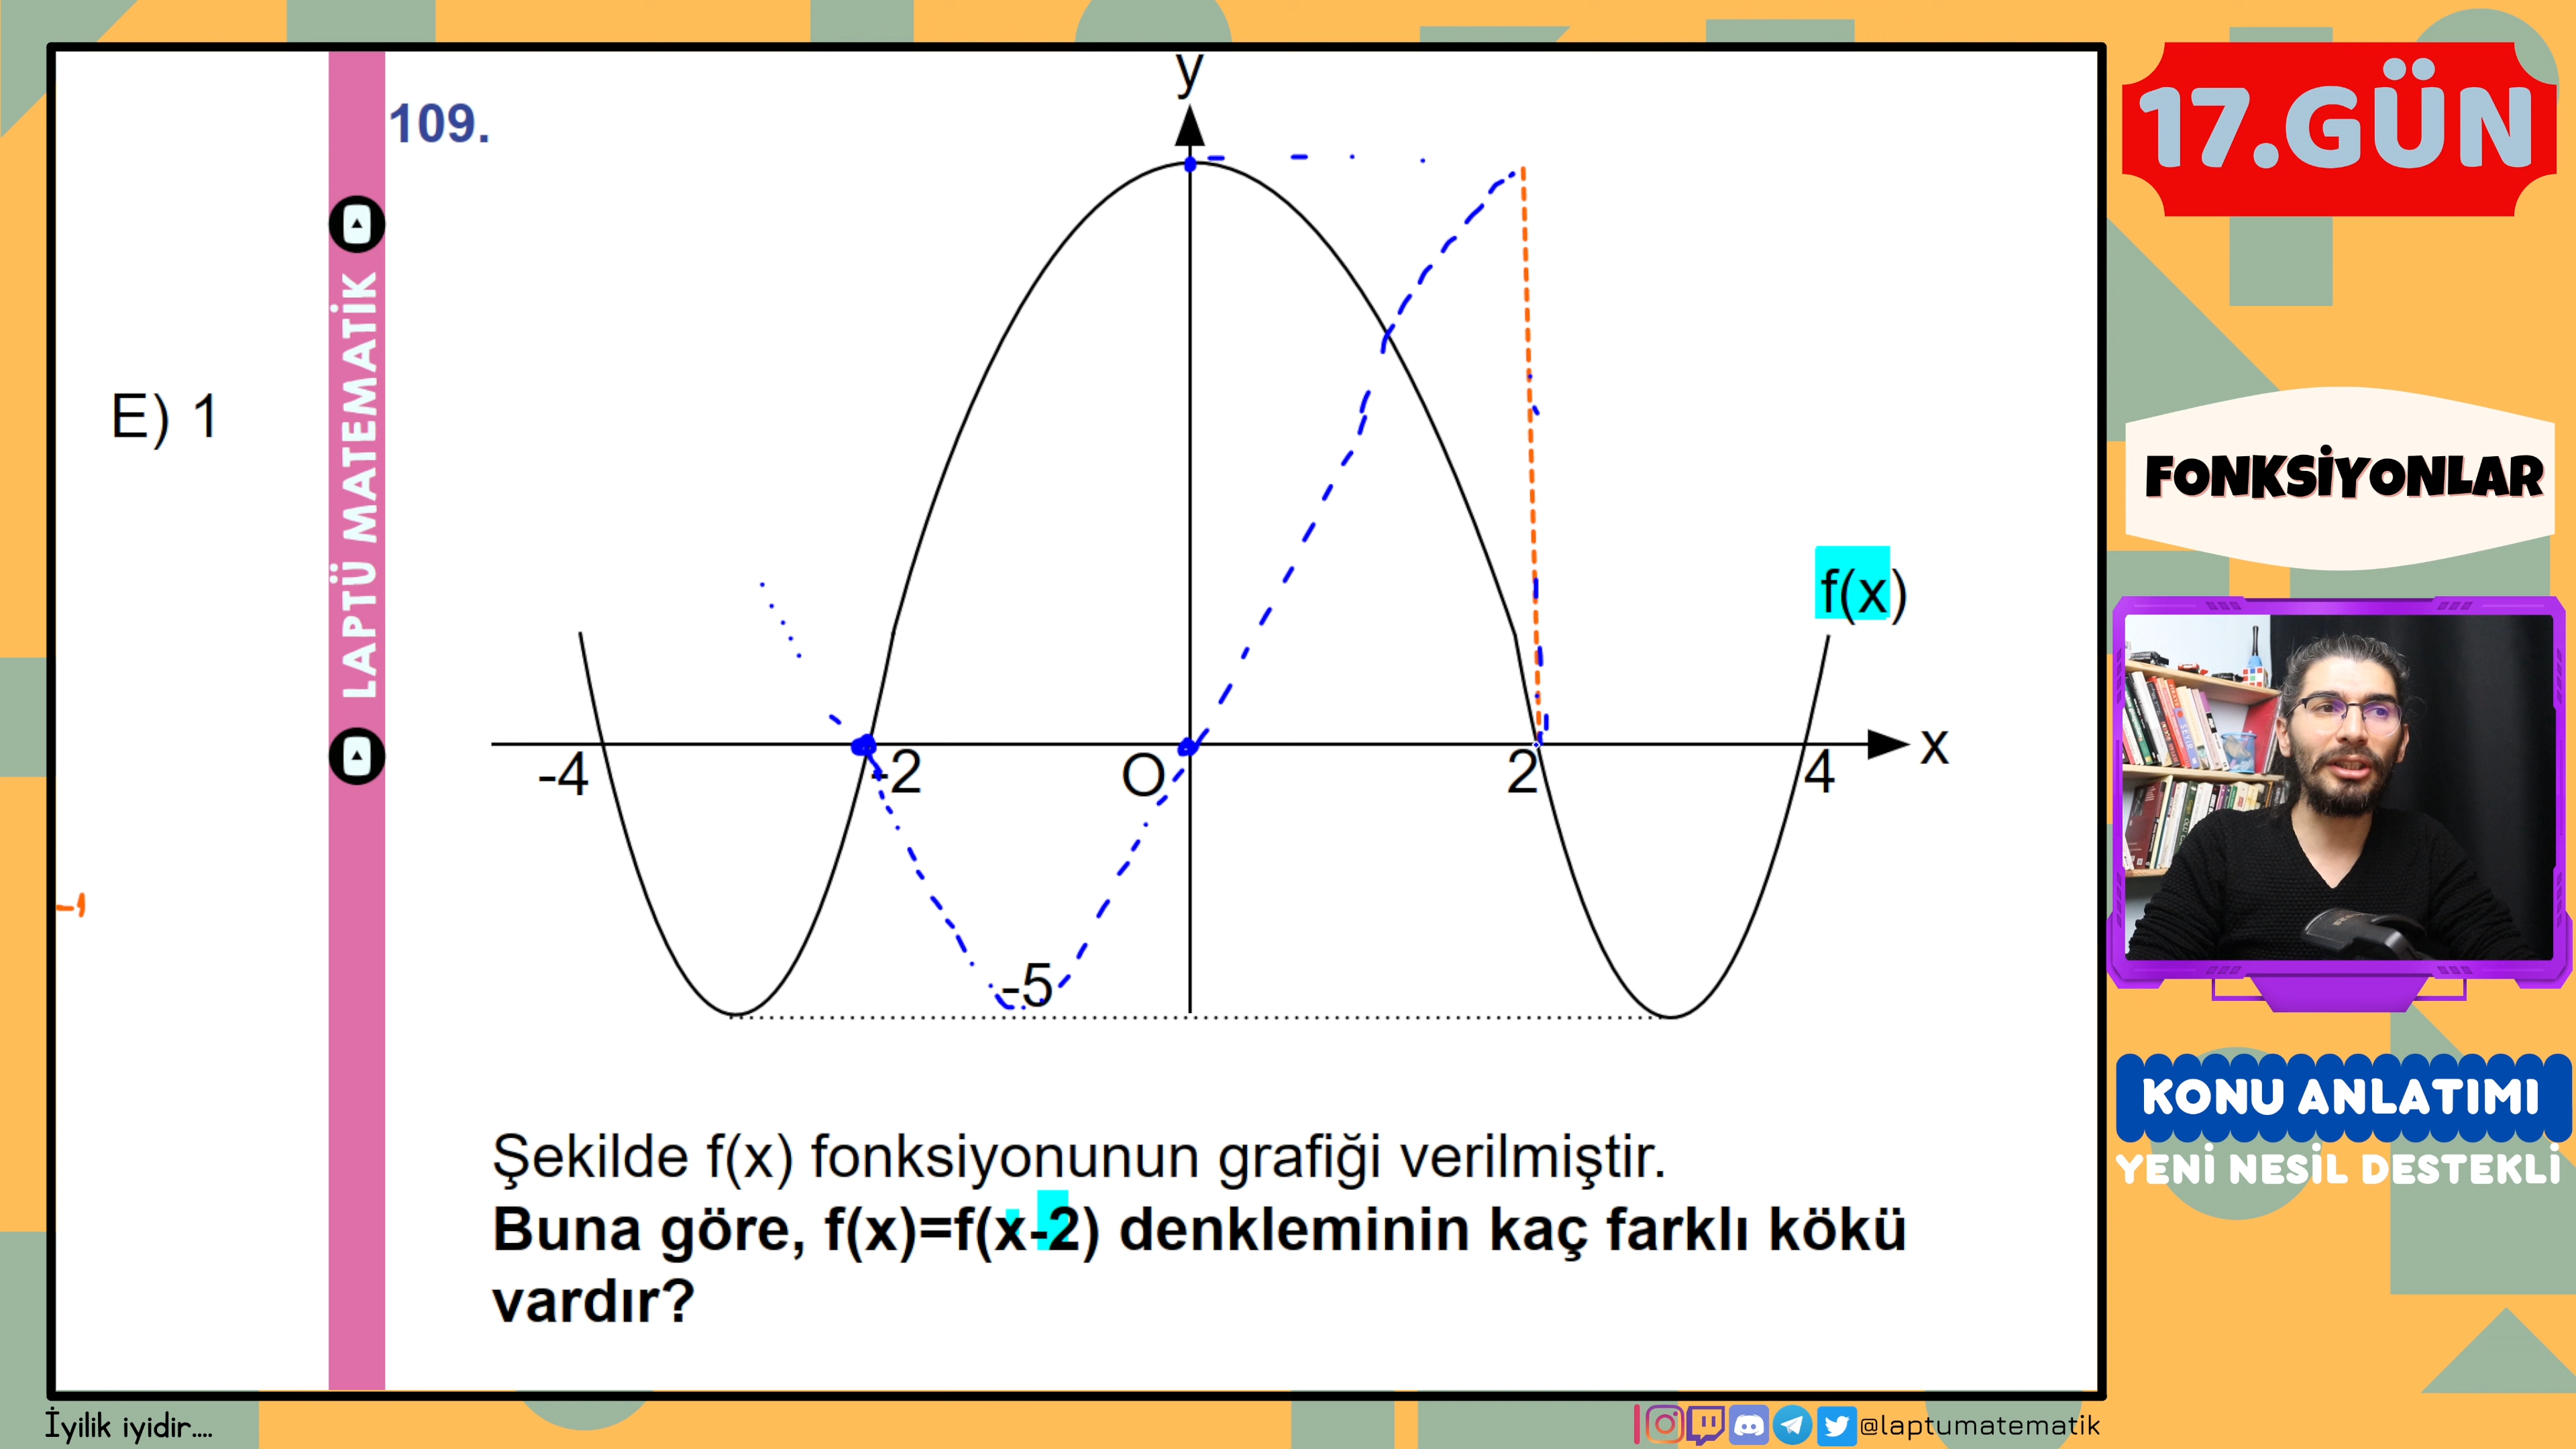 17.GÜN
109.
y
E) 1
LAPTÜ MATEMATİK
FONKSİYONLAR
f(x)
-4
-2
O
2
4
x
-1
-5
KONU ANLATIMI
YENİ NESİL DESTEKLİ
Şekilde f(x) fonksiyonunun grafiği verilmiştir.
Buna göre, f(x)=f(x-2) denkleminin kaç farklı kökü
vardır?
İyilik iyidir....
@laptumatematik